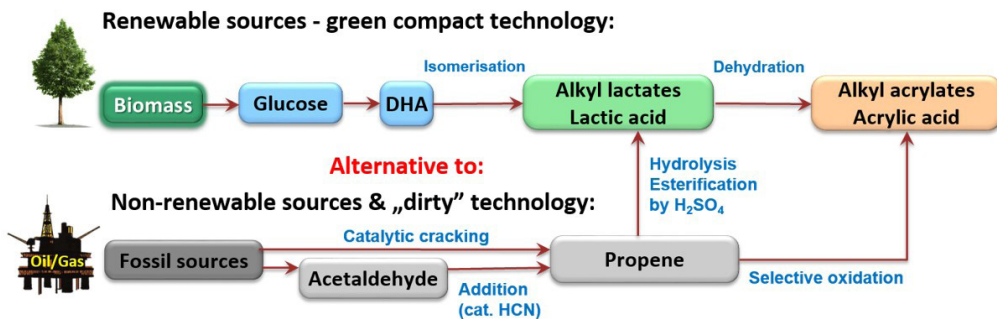 Renewable sources - green compact technology:
Isomerisation
Dehydration
Biomass
Glucose
DHA
Alkyl lactates
Lactic acid
Alkyl acrylates
Acrylic acid
Alternative to:
Non-renewable sources & „dirty” technology:
Hydrolysis
Esterification
by H₂SO₄
Oil/Gas
Fossil sources
Catalytic cracking
Acetaldehyde
Addition
(cat. HCN)
Propene
Selective oxidation